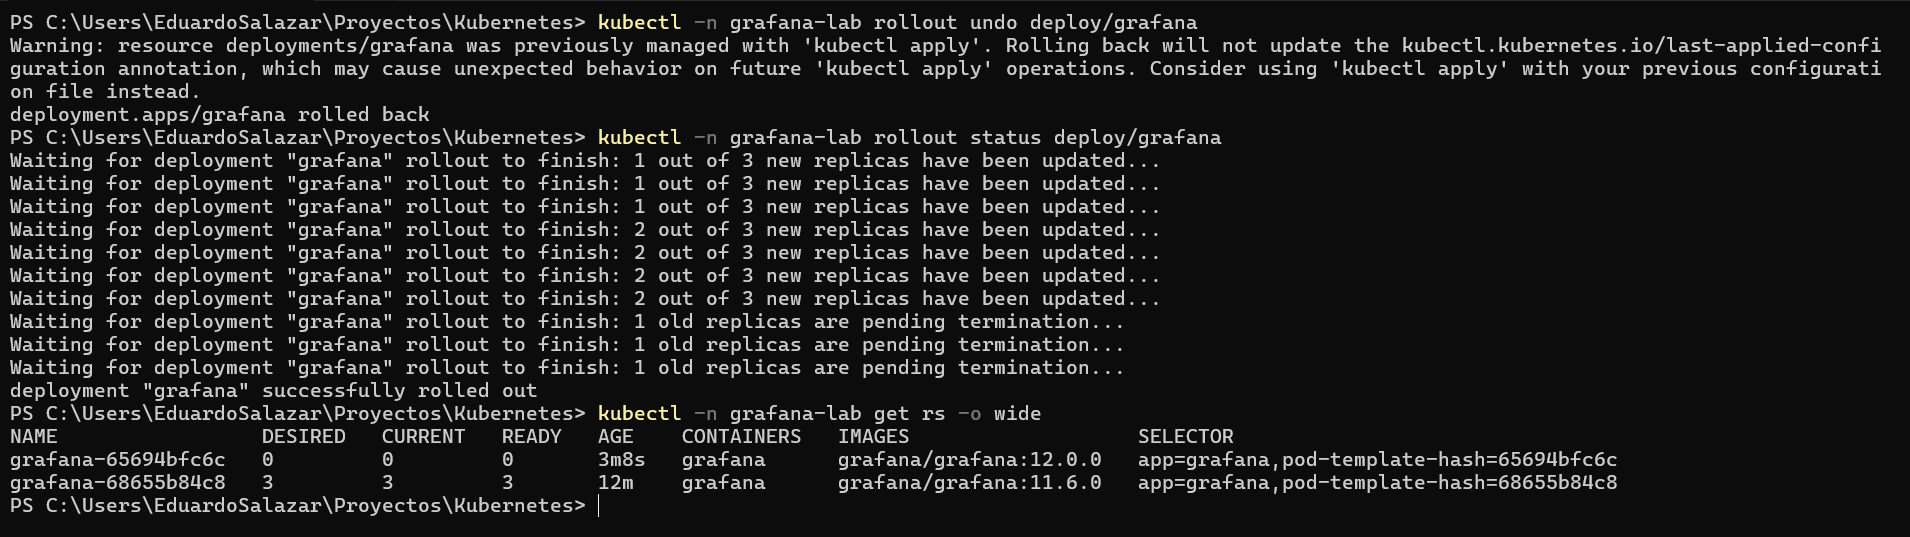 PS C:\Users\EduardoSalazar\Proyectos\Kubernetes> kubectl -n grafana-lab rollout undo deploy/grafana
Warning: resource deployments/grafana was previously managed with 'kubectl apply'. Rolling back will not update the kubectl.kubernetes.io/last-applied-confi
guration annotation, which may cause unexpected behavior on future 'kubectl apply' operations. Consider using 'kubectl apply' with your previous configurati
on file instead.
deployment.apps/grafana rolled back
PS C:\Users\EduardoSalazar\Proyectos\Kubernetes> kubectl -n grafana-lab rollout status deploy/grafana
Waiting for deployment "grafana" rollout to finish: 1 out of 3 new replicas have been updated...
Waiting for deployment "grafana" rollout to finish: 1 out of 3 new replicas have been updated...
Waiting for deployment "grafana" rollout to finish: 1 out of 3 new replicas have been updated...
Waiting for deployment "grafana" rollout to finish: 2 out of 3 new replicas have been updated...
Waiting for deployment "grafana" rollout to finish: 2 out of 3 new replicas have been updated...
Waiting for deployment "grafana" rollout to finish: 2 out of 3 new replicas have been updated...
Waiting for deployment "grafana" rollout to finish: 2 out of 3 new replicas have been updated...
Waiting for deployment "grafana" rollout to finish: 1 old replicas are pending termination...
Waiting for deployment "grafana" rollout to finish: 1 old replicas are pending termination...
Waiting for deployment "grafana" rollout to finish: 1 old replicas are pending termination...
deployment "grafana" successfully rolled out
PS C:\Users\EduardoSalazar\Proyectos\Kubernetes> kubectl -n grafana-lab get rs -o wide
NAME                 DESIRED   CURRENT   READY   AGE    CONTAINERS   IMAGES                   SELECTOR
grafana-65694bfc6c   0         0         0       3m8s   grafana      grafana/grafana:12.0.0   app=grafana,pod-template-hash=65694bfc6c
grafana-68655b84c8   3         3         3       12m    grafana      grafana/grafana:11.6.0   app=grafana,pod-template-hash=68655b84c8
PS C:\Users\EduardoSalazar\Proyectos\Kubernetes>